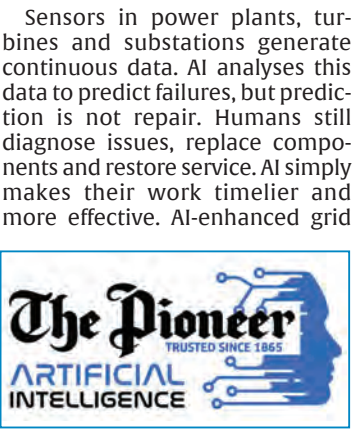 Sensors in power plants, tur-
bines and substations generate
continuous data. AI analyses this
data to predict failures, but predic-
tion is not repair. Humans still
diagnose issues, replace compo-
nents and restore service. AI simply
makes their work timelier and
more effective. AI-enhanced grid
The Pioneer
TRUSTED SINCE 1865
ARTIFICIAL
INTELLIGENCE